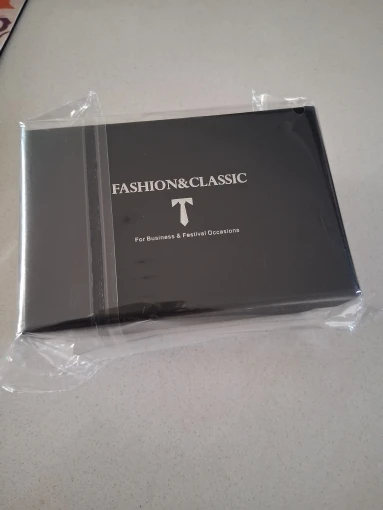 FASHION&CLASSIC
For Business & Festival Occasions